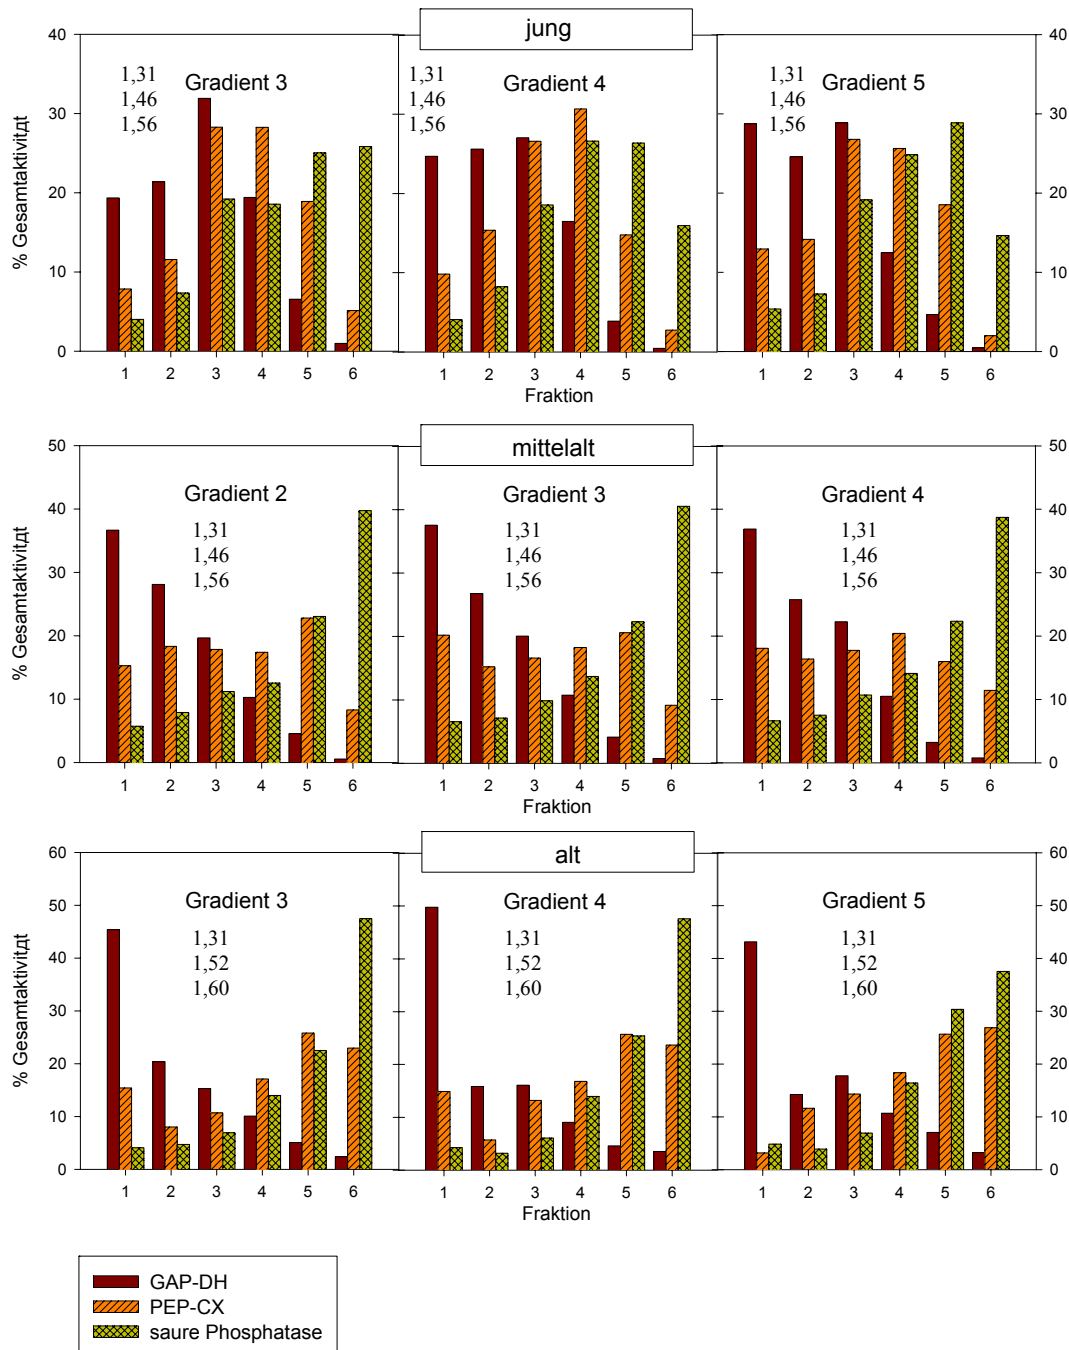 jung
40
30
20
10
0
% Gesamtaktivitдt
1,31
1,46
1,56
Gradient 3
1,31
1,46
1,56
Gradient 4
1,31
1,46
1,56
Gradient 5
40
30
20
10
0
1 2 3 4 5 6 1 2 3 4 5 6 1 2 3 4 5 6
Fraktion
mittelalt
50
40
30
20
10
0
% Gesamtaktivitдt
Gradient 2
1,31
1,46
1,56
Gradient 3
1,31
1,46
1,56
Gradient 4
1,31
1,46
1,56
50
40
30
20
10
0
1 2 3 4 5 6 1 2 3 4 5 6 1 2 3 4 5 6
Fraktion
alt
60
50
40
30
20
10
0
% Gesamtaktivitдt
Gradient 3
1,31
1,52
1,60
Gradient 4
1,31
1,52
1,60
Gradient 5
1,31
1,52
1,60
60
50
40
30
20
10
0
1 2 3 4 5 6 1 2 3 4 5 6 1 2 3 4 5 6
Fraktion
GAP-DH
PEP-CX
saure Phosphatase